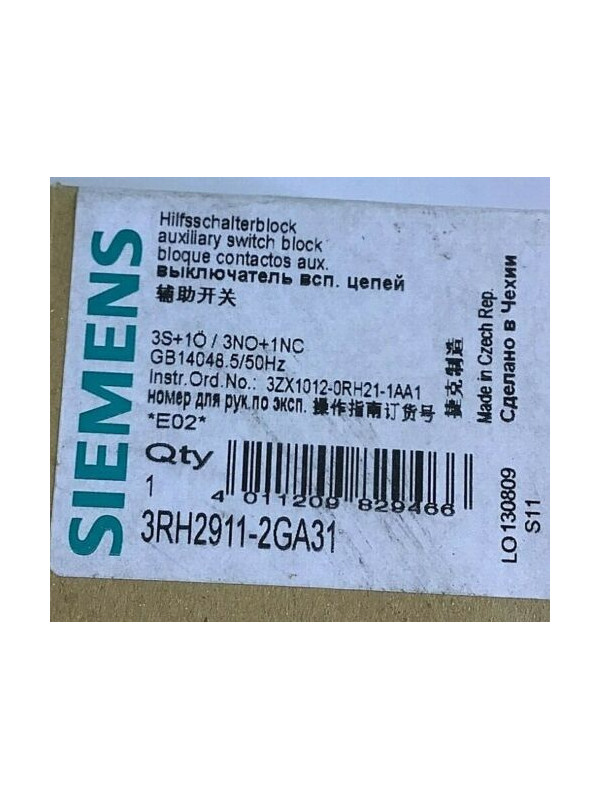 SIEMENS
Hilfsschalterblock
auxiliary switch block
bloque contactos aux.
выключатель всп. цепей
辅助开关
3S+1Ö / 3NO+1NC
GB14048.5/50Hz
Instr.Ord.No.: 3ZX1012-0RH21-1AA1
номер для рук.по эксп. 操作指南订货号
*E02*
Qty
1
4 011209 829466
3RH2911-2GA31
捷克制造
Made in Czech Rep.
Сделано в Чехии
LO 130809
S11